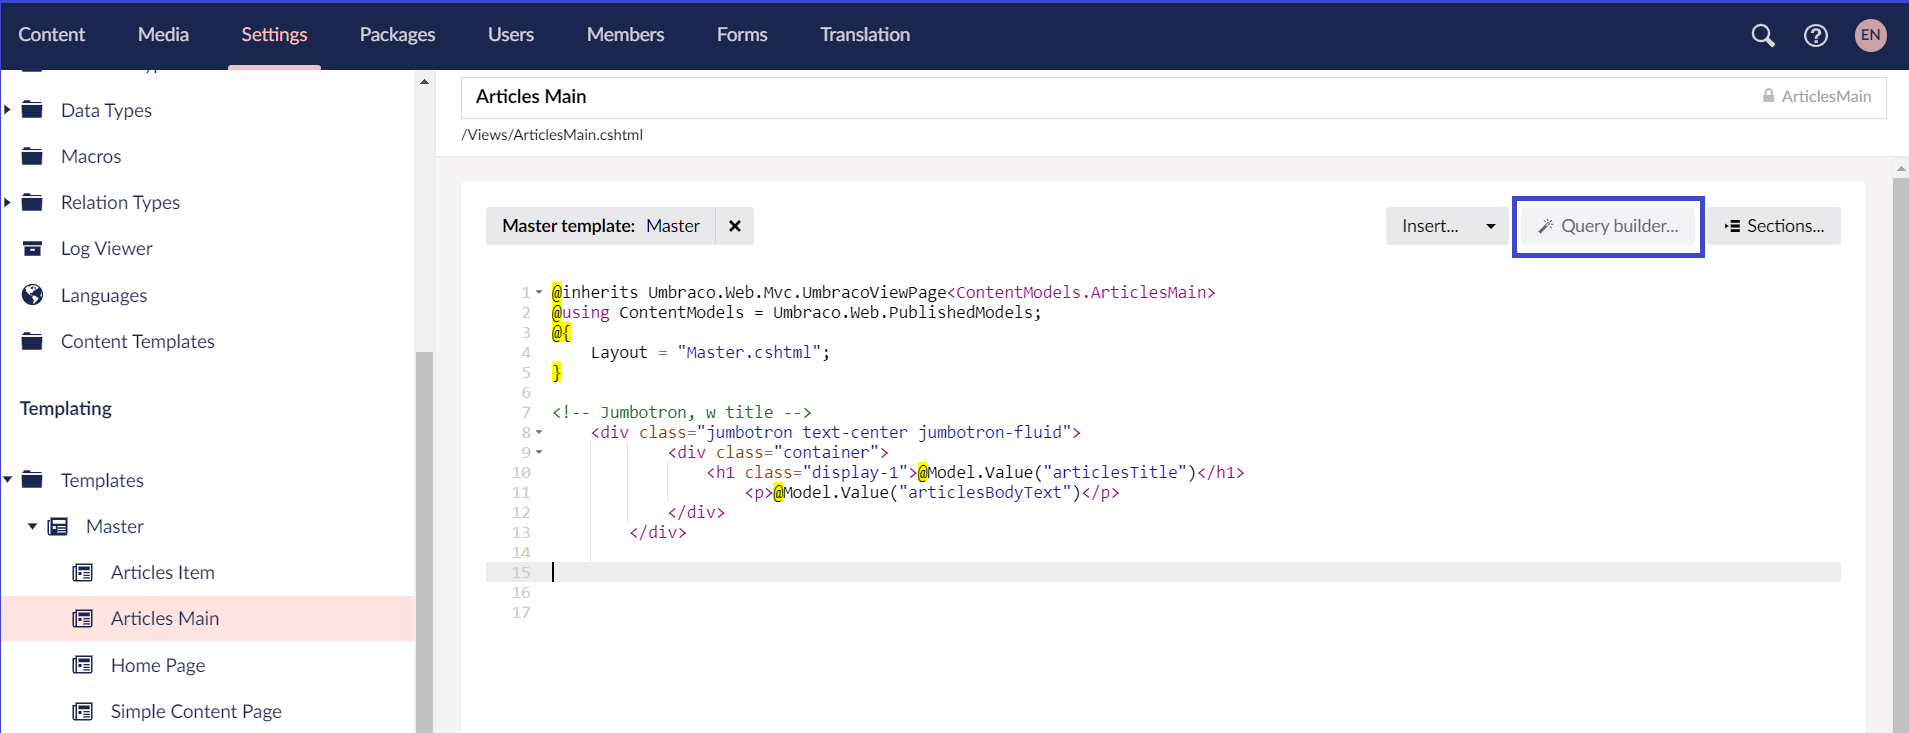 Content Media Settings Packages Users Members Forms Translation EN
Data Types
Macros
Relation Types
Log Viewer
Languages
Content Templates
Templating
Templates
Master
Articles Item
Articles Main
Home Page
Simple Content Page
Articles Main ArticlesMain
/Views/ArticlesMain.cshtml
Master template: Master Insert... Query builder... Sections...
1 @inherits Umbraco.Web.Mvc.UmbracoViewPage<ContentModels.ArticlesMain>
2 @using ContentModels = Umbraco.Web.PublishedModels;
3 @{
4 Layout = "Master.cshtml";
5 }
6
7 <!-- Jumbotron, w title -->
8 <div class="jumbotron text-center jumbotron-fluid">
9 <div class="container">
10 <h1 class="display-1">@Model.Value("articlesTitle")</h1>
11 <p>@Model.Value("articlesBodyText")</p>
12 </div>
13 </div>
14
15
16
17